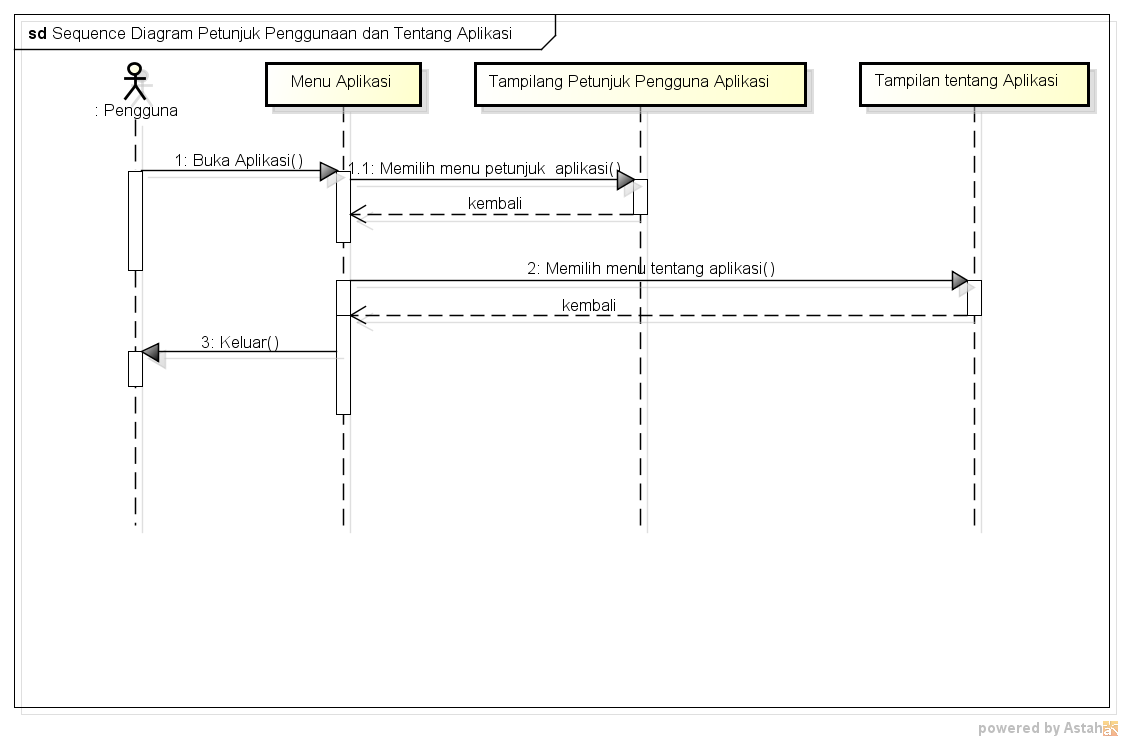 sd Sequence Diagram Petunjuk Penggunaan dan Tentang Aplikasi
: Pengguna
Menu Aplikasi
Tampilang Petunjuk Pengguna Aplikasi
Tampilan tentang Aplikasi
1: Buka Aplikasi()
1.1: Memilih menu petunjuk  aplikasi()
kembali
2: Memilih menu tentang aplikasi()
kembali
3: Keluar()
powered by Astah